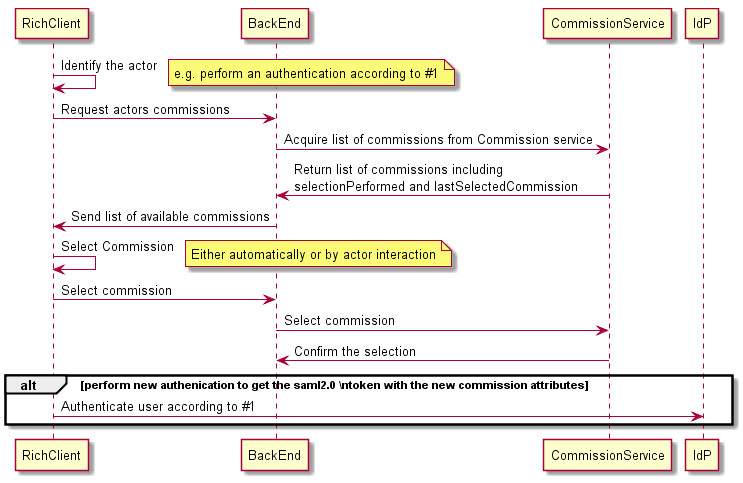 RichClient
BackEnd
CommissionService
IdP
Identify the actor
e.g. perform an authentication according to #1
Request actors commissions
Acquire list of commissions from Commission service
Return list of commissions including
selectionPerformed and lastSelectedCommission
Send list of available commissions
Select Commission
Either automatically or by actor interaction
Select commission
Select commission
Confirm the selection
alt
[perform new authenication to get the saml2.0 \ntoken with the new commission attributes]
Authenticate user according to #1
RichClient
BackEnd
CommissionService
IdP